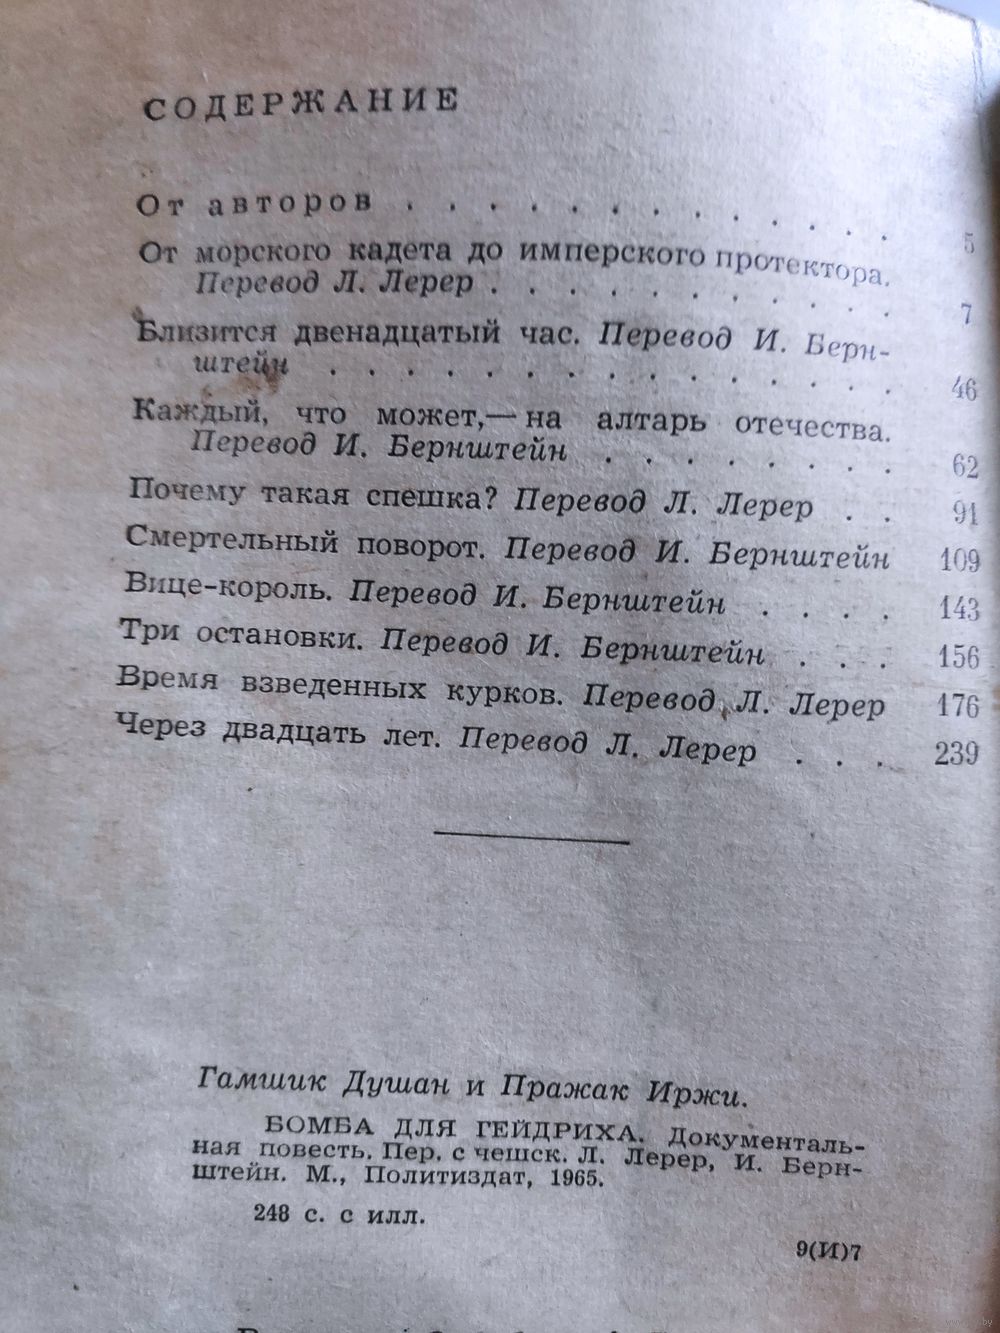 СОДЕРЖАНИЕ
От авторов . . . . . . . . . . . . . 5
От морского кадета до имперского протектора.
Перевод Л. Лерер . . . . . . . . . . . 7
Близится двенадцатый час. Перевод И. Берн-
штейн . . . . . . . . . . . . . . . 46
Каждый, что может,— на алтарь отечества.
Перевод И. Бернштейн . . . . . . . . 62
Почему такая спешка? Перевод Л. Лерер . . 91
Смертельный поворот. Перевод И. Бернштейн 109
Вице-король. Перевод И. Бернштейн . . . . 143
Три остановки. Перевод И. Бернштейн . . . 156
Время взведенных курков. Перевод Л. Лерер 176
Через двадцать лет. Перевод Л. Лерер . . . 239
Гамшик Душан и Пражак Иржи.
БОМБА ДЛЯ ГЕЙДРИХА. Документаль-
ная повесть. Пер. с чешск. Л. Лерер, И. Берн-
штейн. М., Политиздат, 1965.
248 с. с илл.
9(И)7